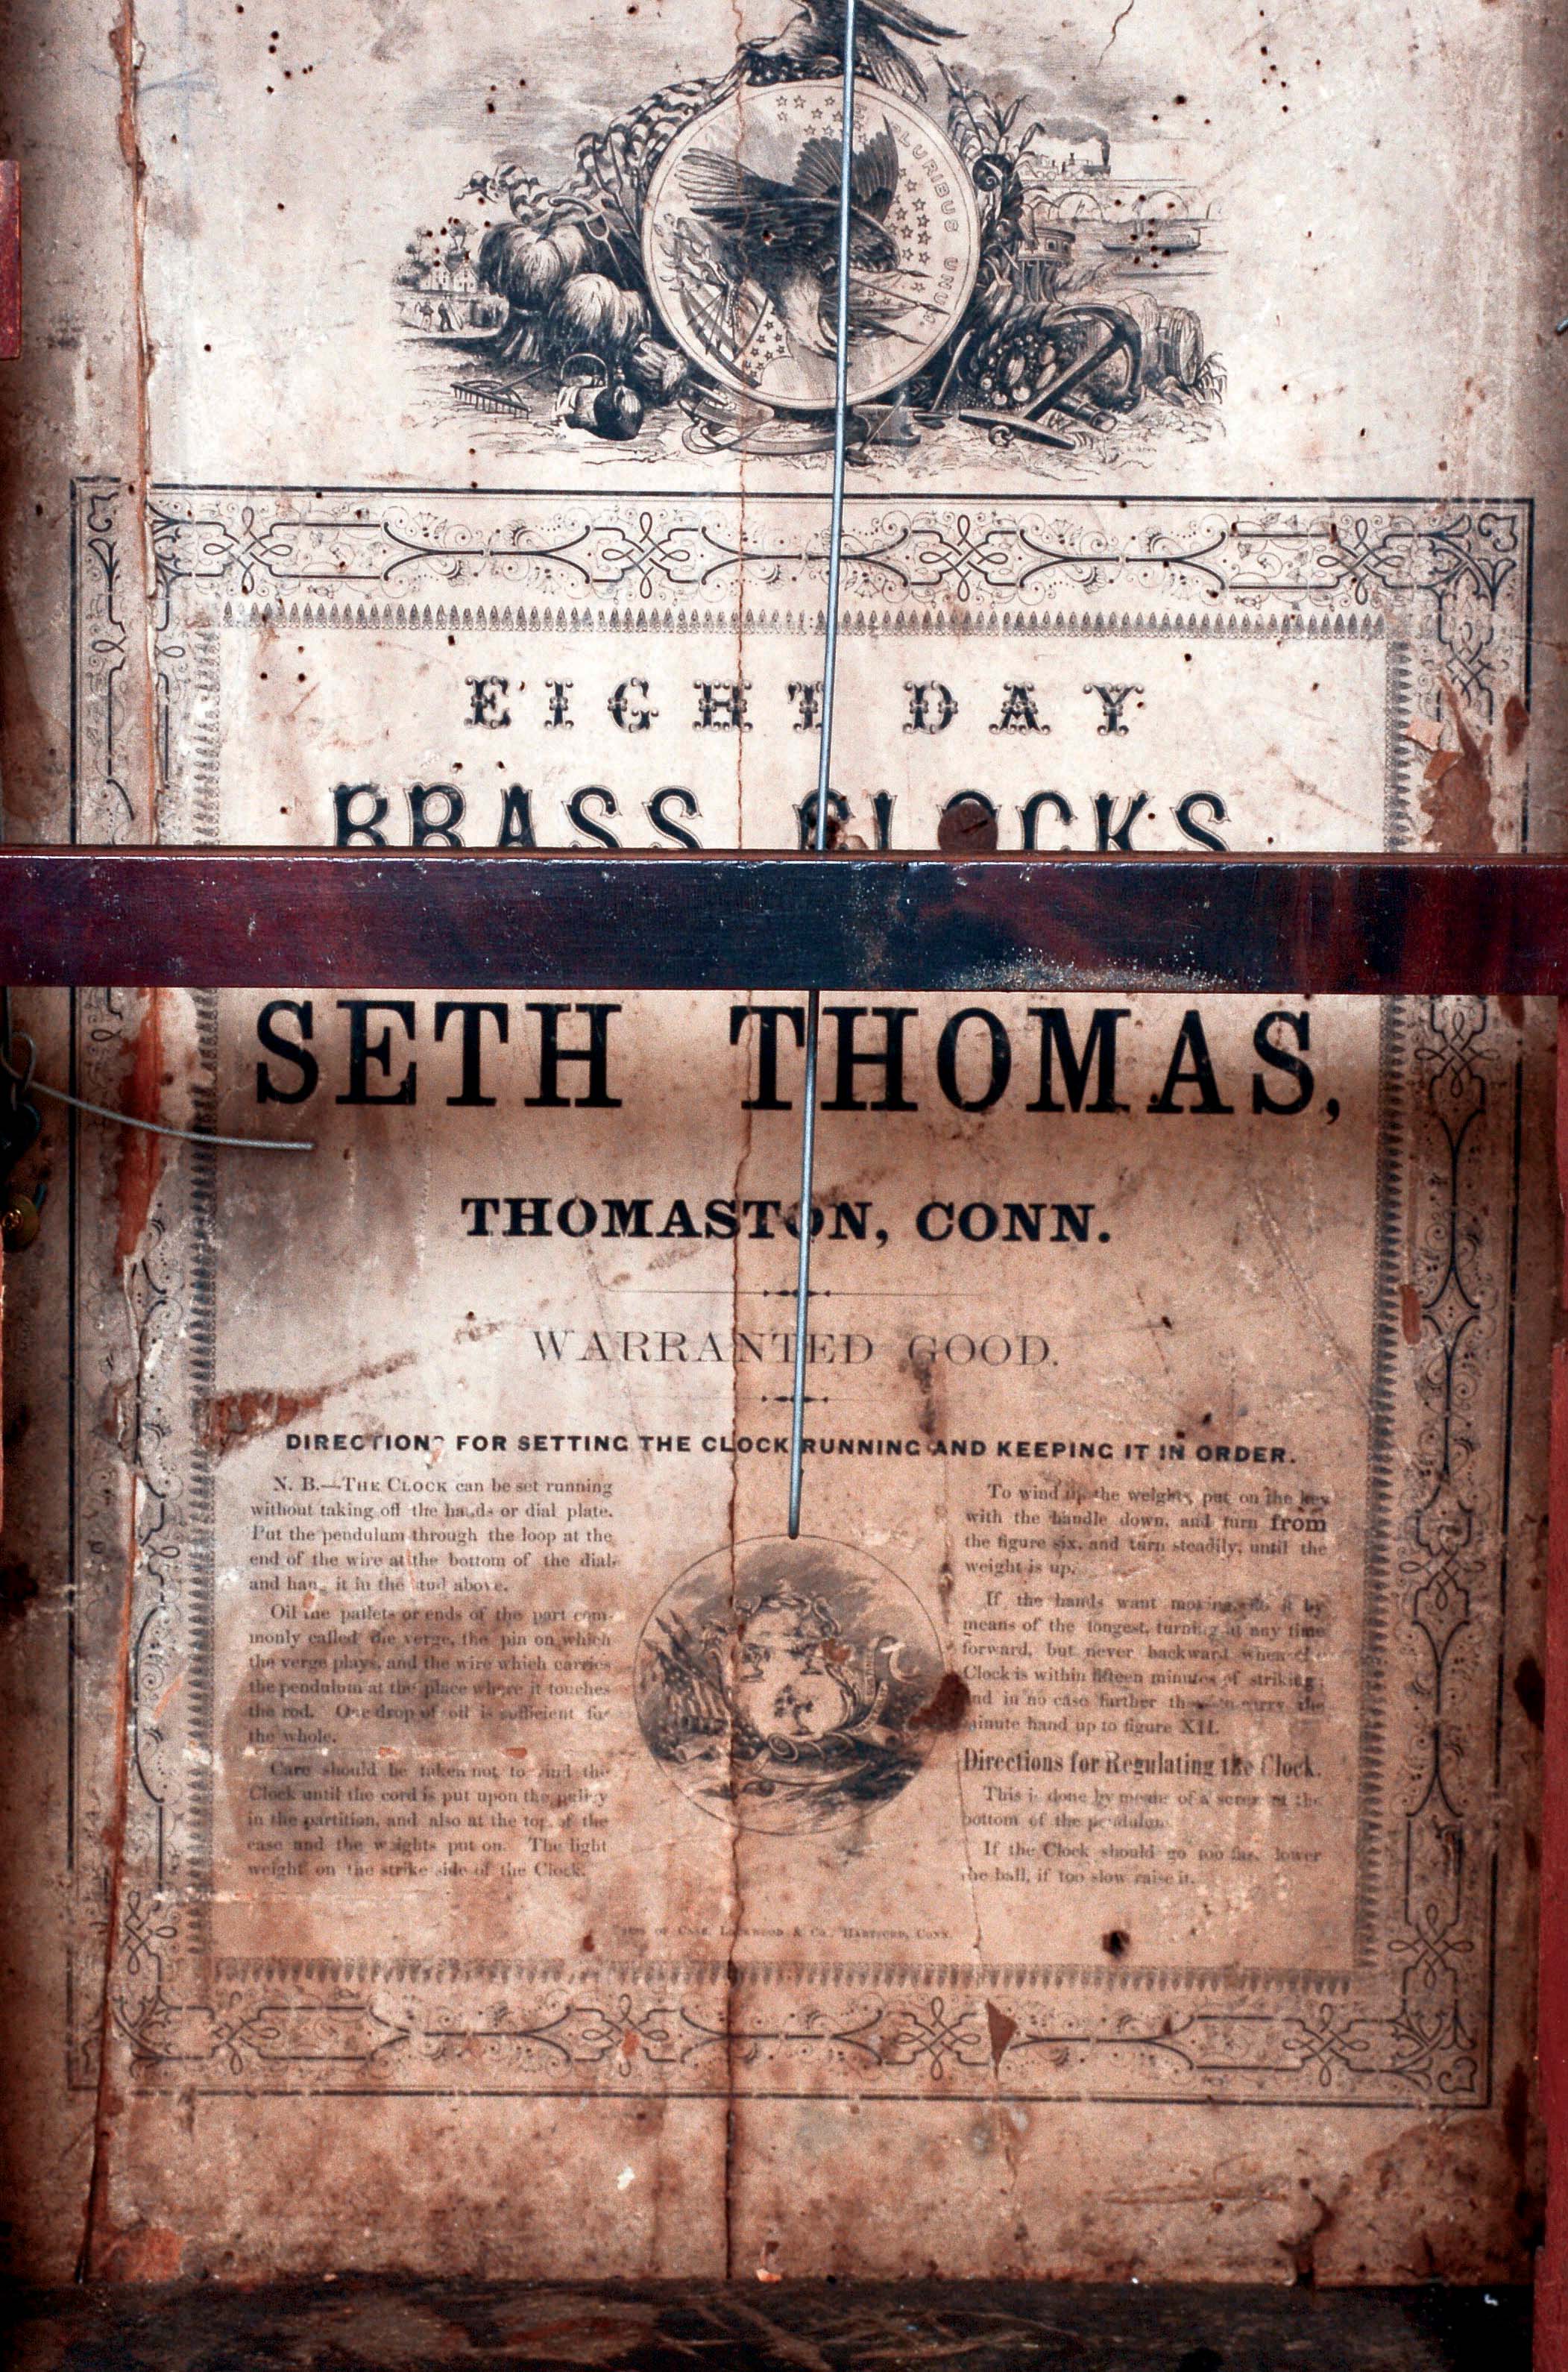 PLURIBUS UNUM
EIGHT DAY
BRASS CLOCKS,
SETH THOMAS,
THOMASTON, CONN.
WARRANTED GOOD.
DIRECTIONS FOR SETTING THE CLOCK RUNNING AND KEEPING IT IN ORDER.
N. B.—THE CLOCK can be set running
without taking off the hands or dial plate.
Put the pendulum through the loop at the
end of the wire at the bottom of the dial-
and hang it in the stud above.
Oil the pallets or ends of the part com-
monly called the verge, the pin on which
the verge plays, and the wire which carries
the pendulum at the place where it touches
the rod. One drop of oil is sufficient for
the whole.
Care should be taken not to wind the
Clock until the cord is put upon the pulley
in the partition, and also at the top of the
case and the weights put on. The light
weight on the strike side of the Clock.
To wind up the weights, put on the key
with the handle down, and turn from
the figure six, and turn steadily, until the
weight is up.
If the hands want moving, do it by
means of the longest, turning at any time
forward, but never backward when the
Clock is within fifteen minutes of striking;
and in no case further than to carry the
minute hand up to figure XII.
Directions for Regulating the Clock.
This is done by means of a screw at the
bottom of the pendulum.
If the Clock should go too fast, lower
the ball, if too slow raise it.
OF CASE, LOCKWOOD & CO., HARTFORD, CONN.